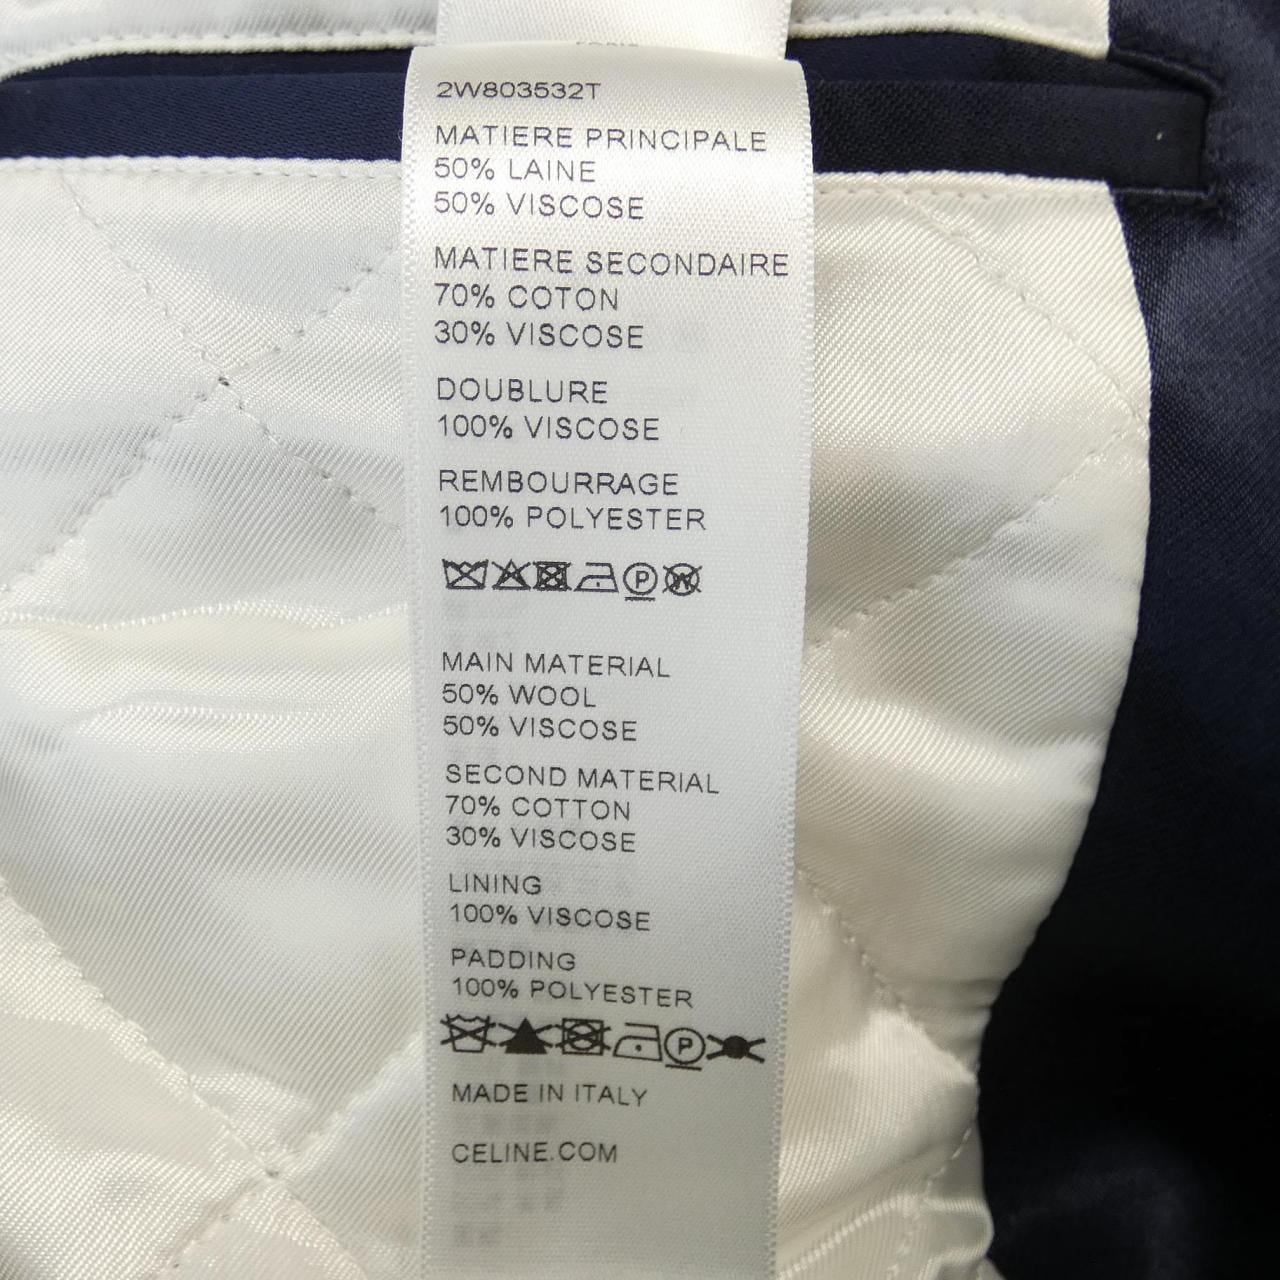 2W803532T
MATIERE PRINCIPALE
50% LAINE
50% VISCOSE
MATIERE SECONDAIRE
70% COTON
30% VISCOSE
DOUBLURE
100% VISCOSE
REMBOURRAGE
100% POLYESTER
P W
MAIN MATERIAL
50% WOOL
50% VISCOSE
SECOND MATERIAL
70% COTTON
30% VISCOSE
LINING
100% VISCOSE
PADDING
100% POLYESTER
P
MADE IN ITALY
CELINE.COM